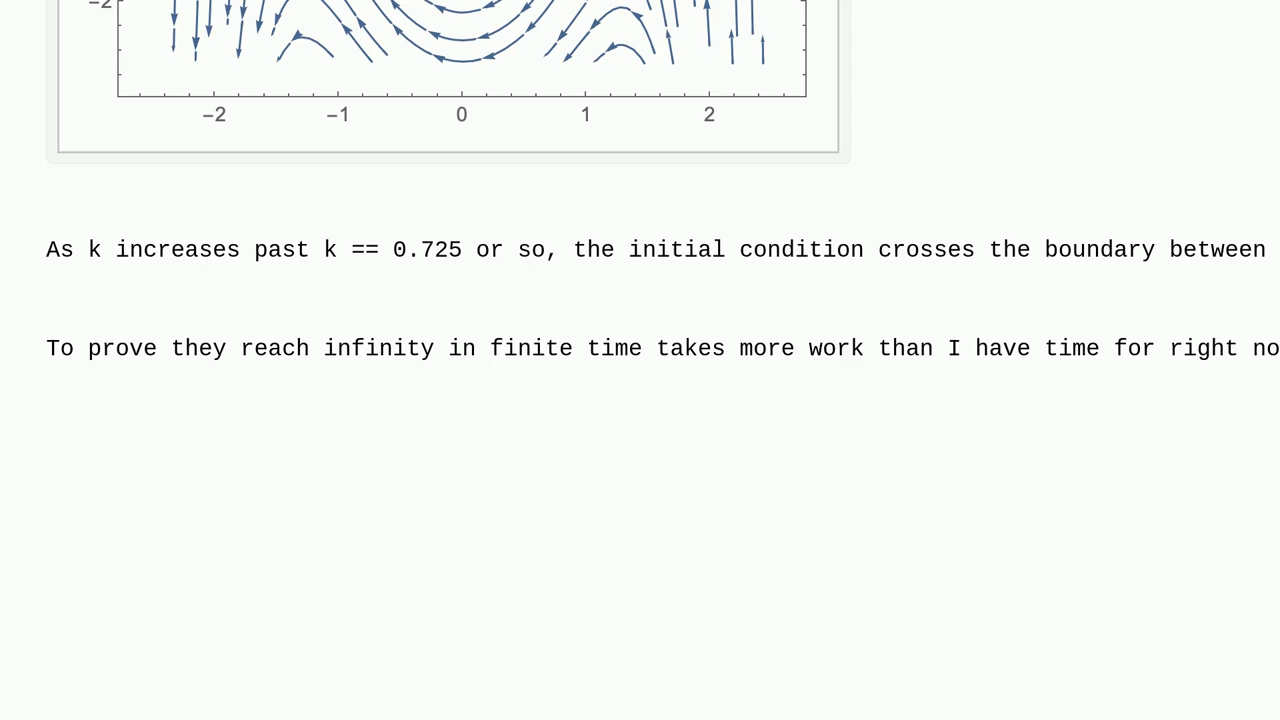 −2
−2 −1 0 1 2
As k increases past k == 0.725 or so, the initial condition crosses the boundary between
To prove they reach infinity in finite time takes more work than I have time for right no